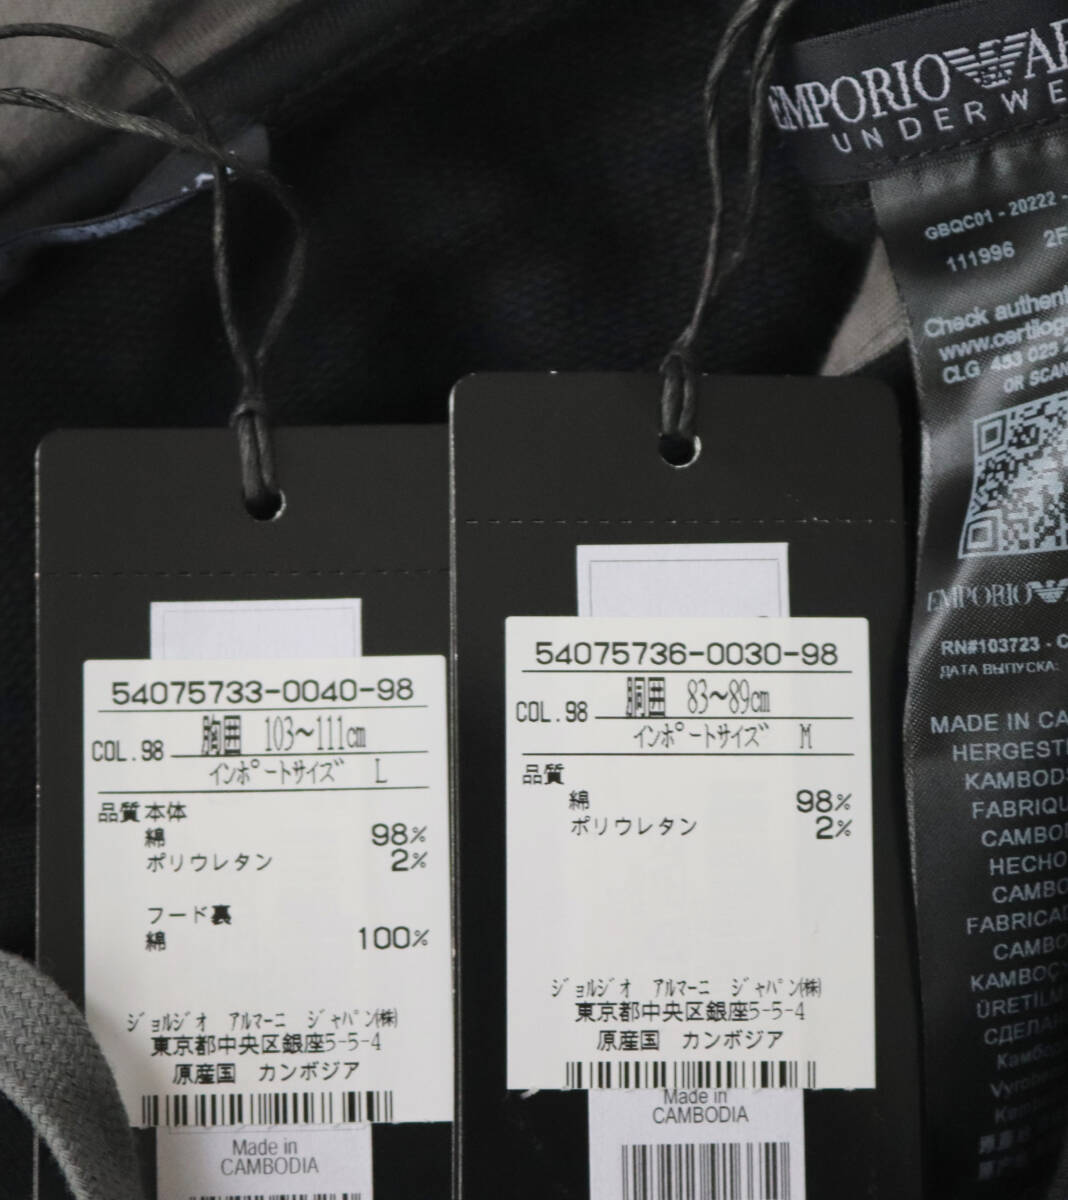 54075733-0040-98
COL.98
胸囲 103～111cm
インポートサイズ L
品質 本体
綿 98%
ポリウレタン 2%
フード裏
綿 100%
ジョルジオ アルマーニ ジャパン(株)
東京都中央区銀座5-5-4
原産国 カンボジア
Made in
CAMBODIA
54075736-0030-98
COL.98
胴囲 83～89cm
インポートサイズ M
品質
綿 98%
ポリウレタン 2%
ジョルジオ アルマーニ ジャパン(株)
東京都中央区銀座5-5-4
原産国 カンボジア
Made in
CAMBODIA
EMPORIO AR
UNDERWE
GBQC01 - 20222 -
111996 2F
Check authent
www.certilog
CLG 453 025
OR SCAN
EMPORIO
RN#103723 - C
ДАТА ВЫПУСКА:
MADE IN CA
HERGEST
KAMBODS
FABRIQU
CAMBO
HECHO
CAMBO
FABRICAD
CAMBO
KAMBOÇ
ÜRETILM
СДЕЛАН
Камбо
Vyrobe
Kam